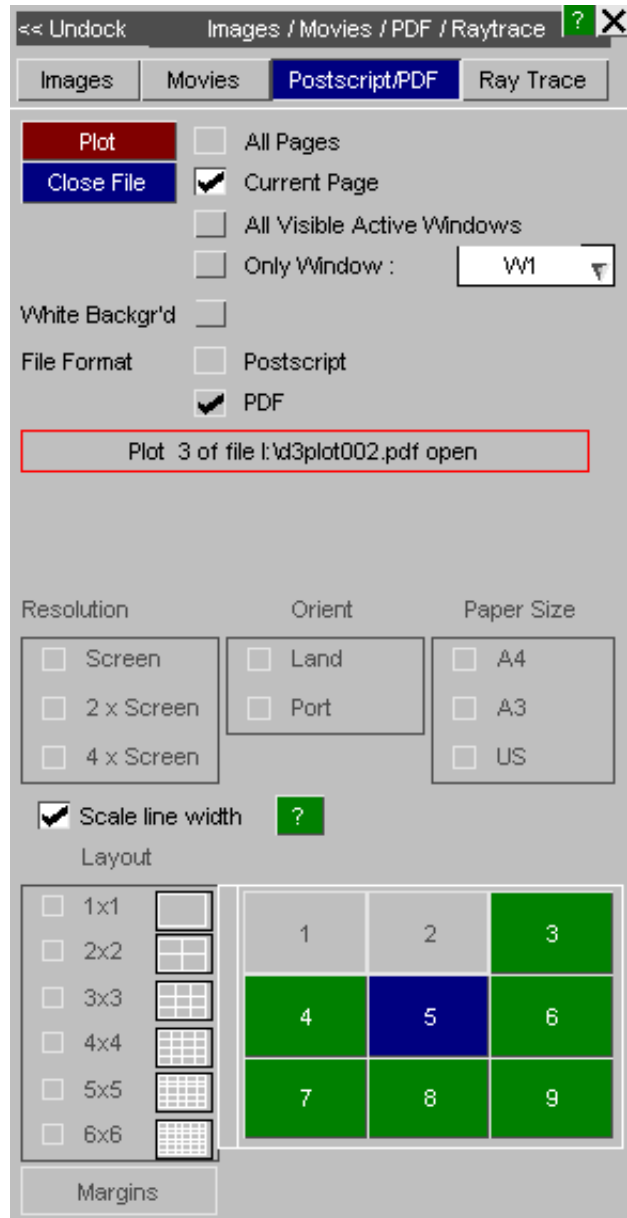 << Undock Images / Movies / PDF / Raytrace ? X
Images Movies Postscript/PDF Ray Trace
Plot All Pages
Close File Current Page
All Visible Active Windows
Only Window : W1
White Backgr'd
File Format Postscript
PDF
Plot 3 of file I:\d3plot002.pdf open
Resolution Orient Paper Size
Screen Land A4
2 x Screen Port A3
4 x Screen US
Scale line width ?
Layout
1x1
2x2
3x3
4x4
5x5
6x6
1 2 3
4 5 6
7 8 9
Margins